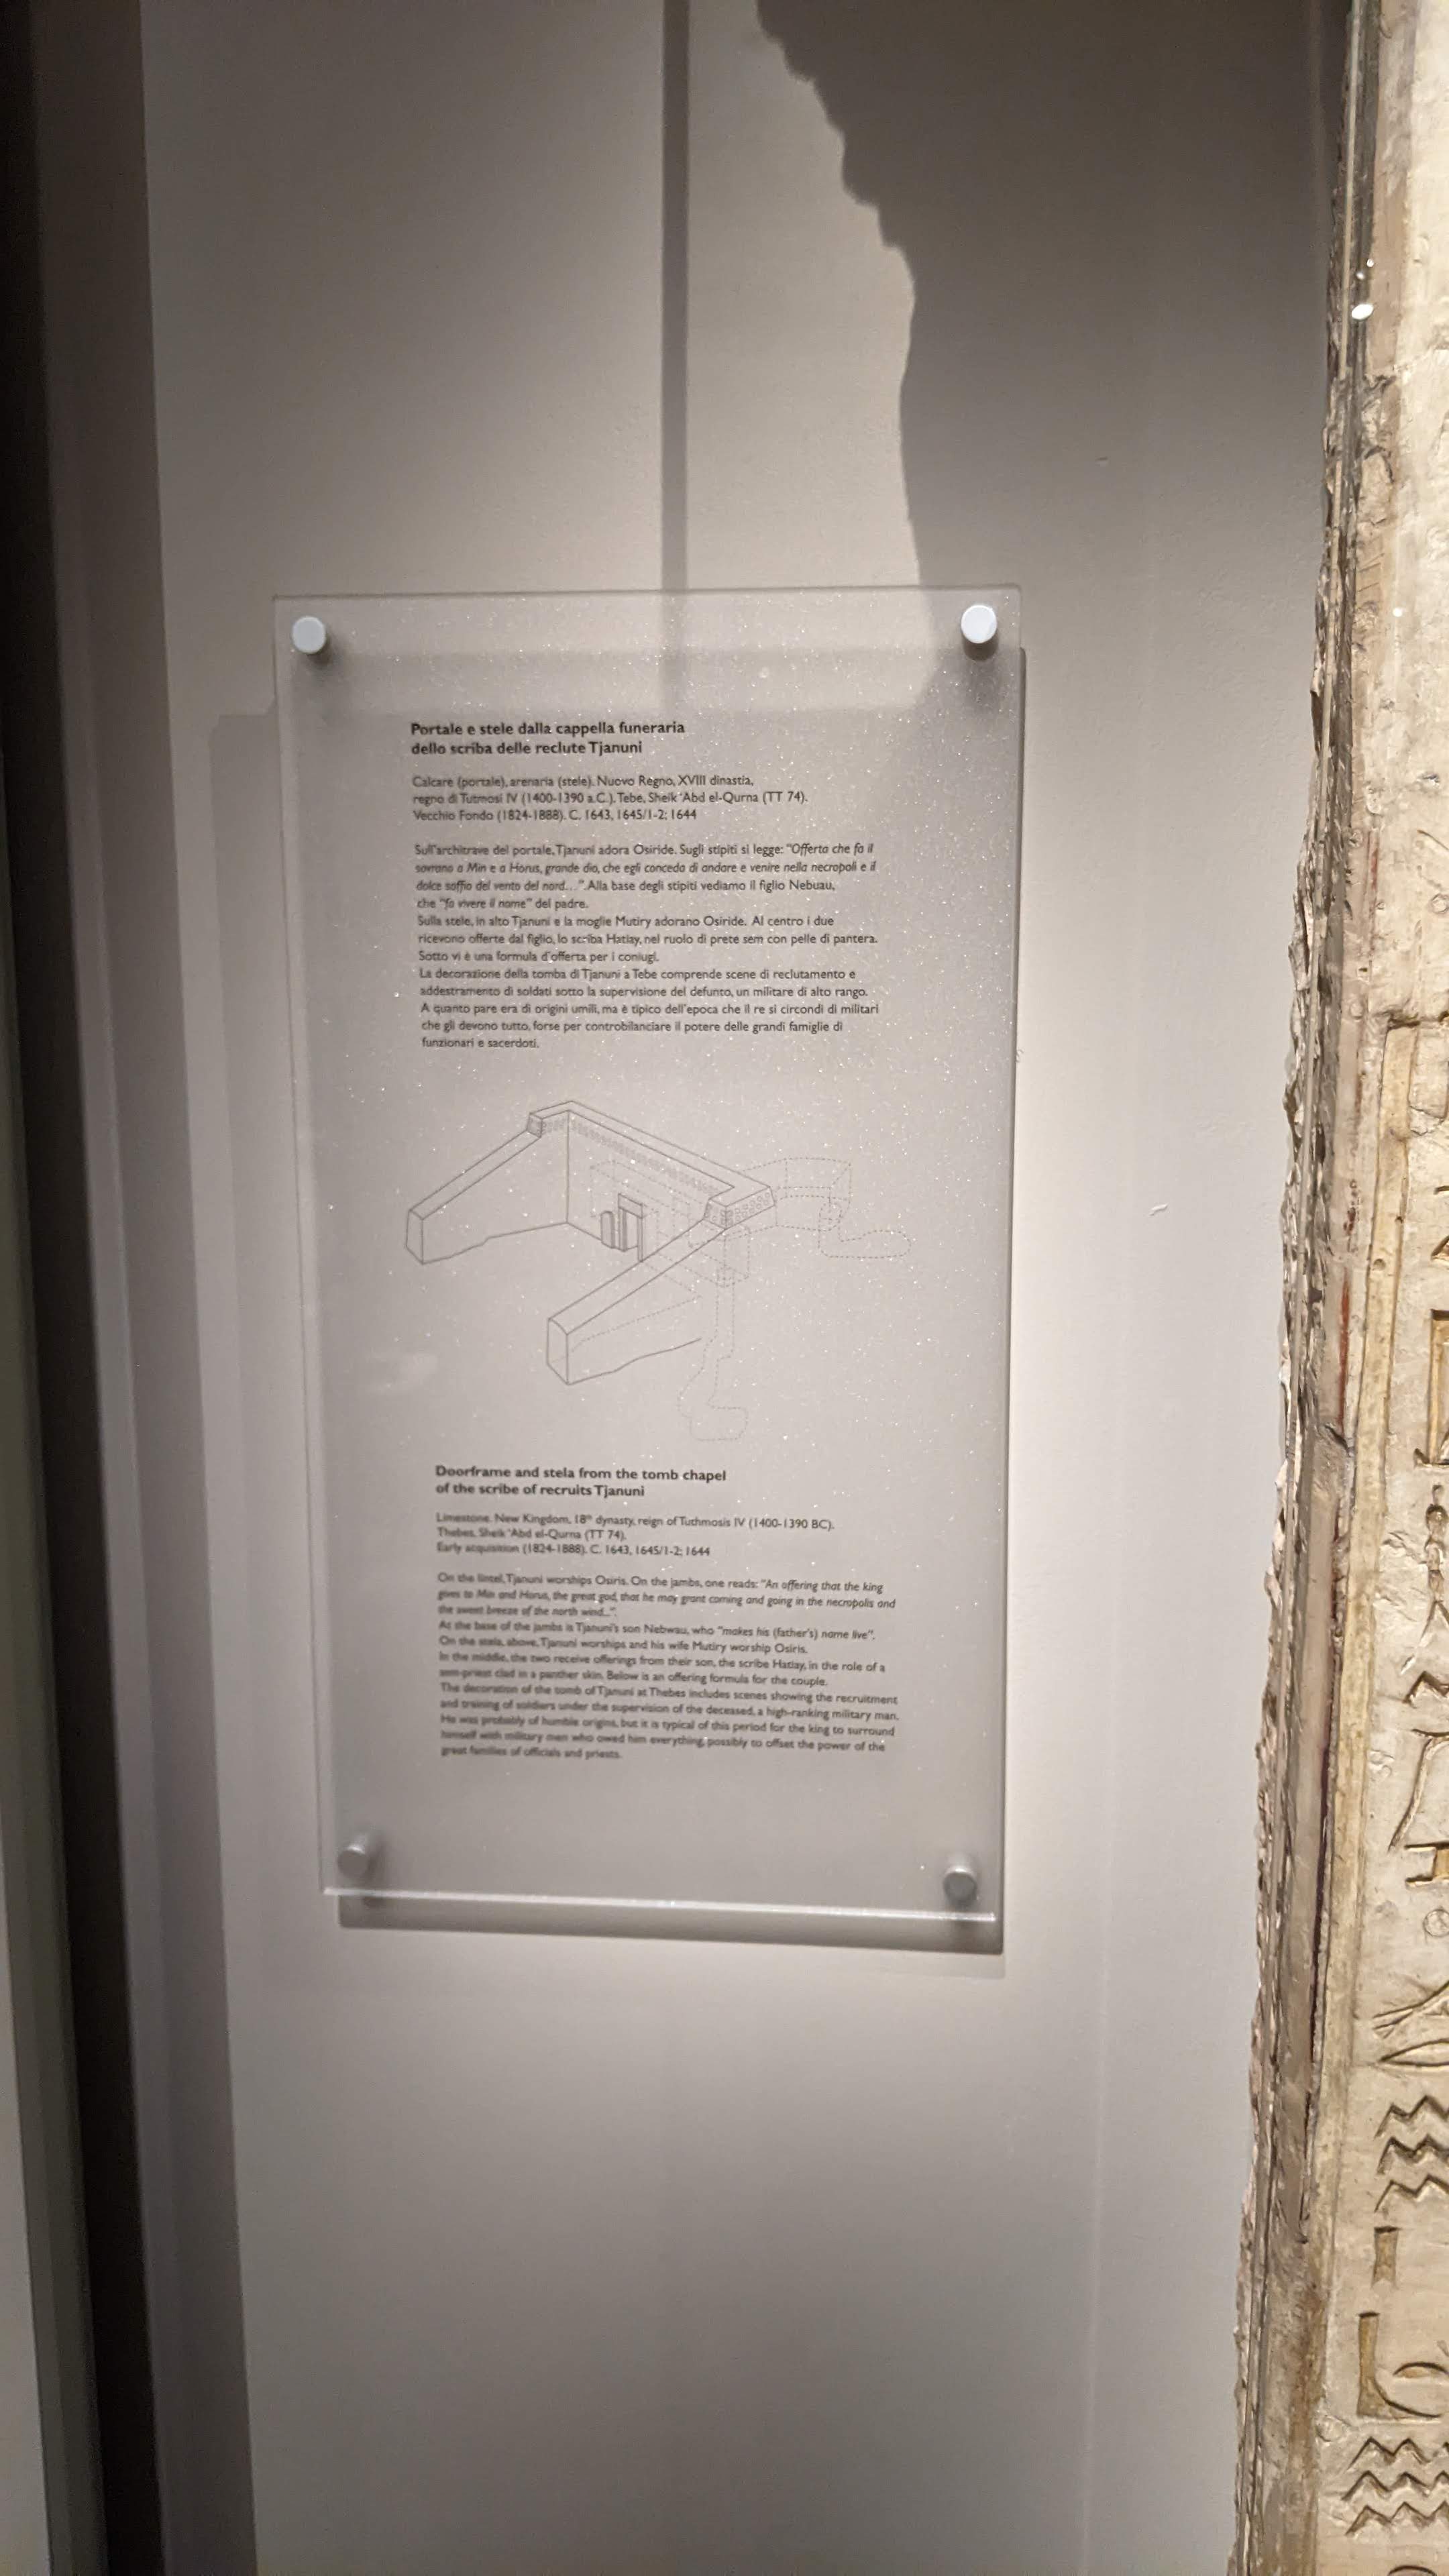 Portale e stele dalla cappella funeraria
dello scriba delle reclute Tjanuni
Calcare (portale), arenaria (stele). Nuovo Regno, XVIII dinastia,
regno di Tutmosi IV (1400-1390 a.C.). Tebe, Sheik ‘Abd el-Qurna (TT 74).
Vecchio Fondo (1824-1888). C. 1643, 1645/1-2; 1644
Sull'architrave del portale, Tjanuni adora Osiride. Sugli stipiti si legge: "Offerta che fa il
sovrano a Min e a Horus, grande dio, che egli conceda di andare e venire nella necropoli e il
dolce soffio del vento del nord…". Alla base degli stipiti vediamo il figlio Nebuau,
che "fa vivere il nome" del padre.
Sulla stele, in alto Tjanuni e la moglie Mutiry adorano Osiride. Al centro i due
ricevono offerte dal figlio, lo scriba Hatiay, nel ruolo di prete sem con pelle di pantera.
Sotto vi è una formula d'offerta per i coniugi.
La decorazione della tomba di Tjanuni a Tebe comprende scene di reclutamento e
addestramento di soldati sotto la supervisione del defunto, un militare di alto rango.
A quanto pare era di origini umili, ma è tipico dell'epoca che il re si circondi di militari
che gli devono tutto, forse per controbilanciare il potere delle grandi famiglie di
funzionari e sacerdoti.
Doorframe and stela from the tomb chapel
of the scribe of recruits Tjanuni
Limestone. New Kingdom, 18th dynasty, reign of Tuthmosis IV (1400-1390 BC).
Thebes, Sheik ‘Abd el-Qurna (TT 74).
Early acquisition (1824-1888). C. 1643, 1645/1-2; 1644
On the lintel, Tjanuni worships Osiris. On the jambs, one reads: "An offering that the king
gives to Min and Horus, the great god, that he may grant coming and going in the necropolis and
the sweet breeze of the north wind...".
At the base of the jambs is Tjanuni's son Nebwau, who "makes his (father's) name live".
On the stela, above, Tjanuni worships and his wife Mutiry worship Osiris.
In the middle, the two receive offerings from their son, the scribe Hatiay, in the role of a
sem-priest clad in a panther skin. Below is an offering formula for the couple.
The decoration of the tomb of Tjanuni at Thebes includes scenes showing the recruitment
and training of soldiers under the supervision of the deceased, a high-ranking military man.
He was probably of humble origins, but it is typical of this period for the king to surround
himself with military men who owed him everything, possibly to offset the power of the
great families of officials and priests.